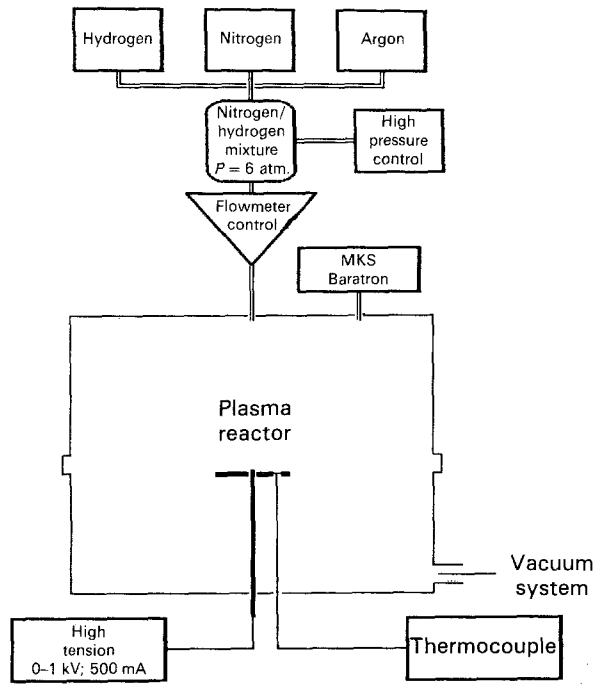 Hydrogen
Nitrogen
Argon
Nitrogen/
hydrogen
mixture
P = 6 atm.
High
pressure
control
Flowmeter
control
MKS
Baratron
Plasma
reactor
Vacuum
system
High
tension
0–1 kV; 500 mA
Thermocouple